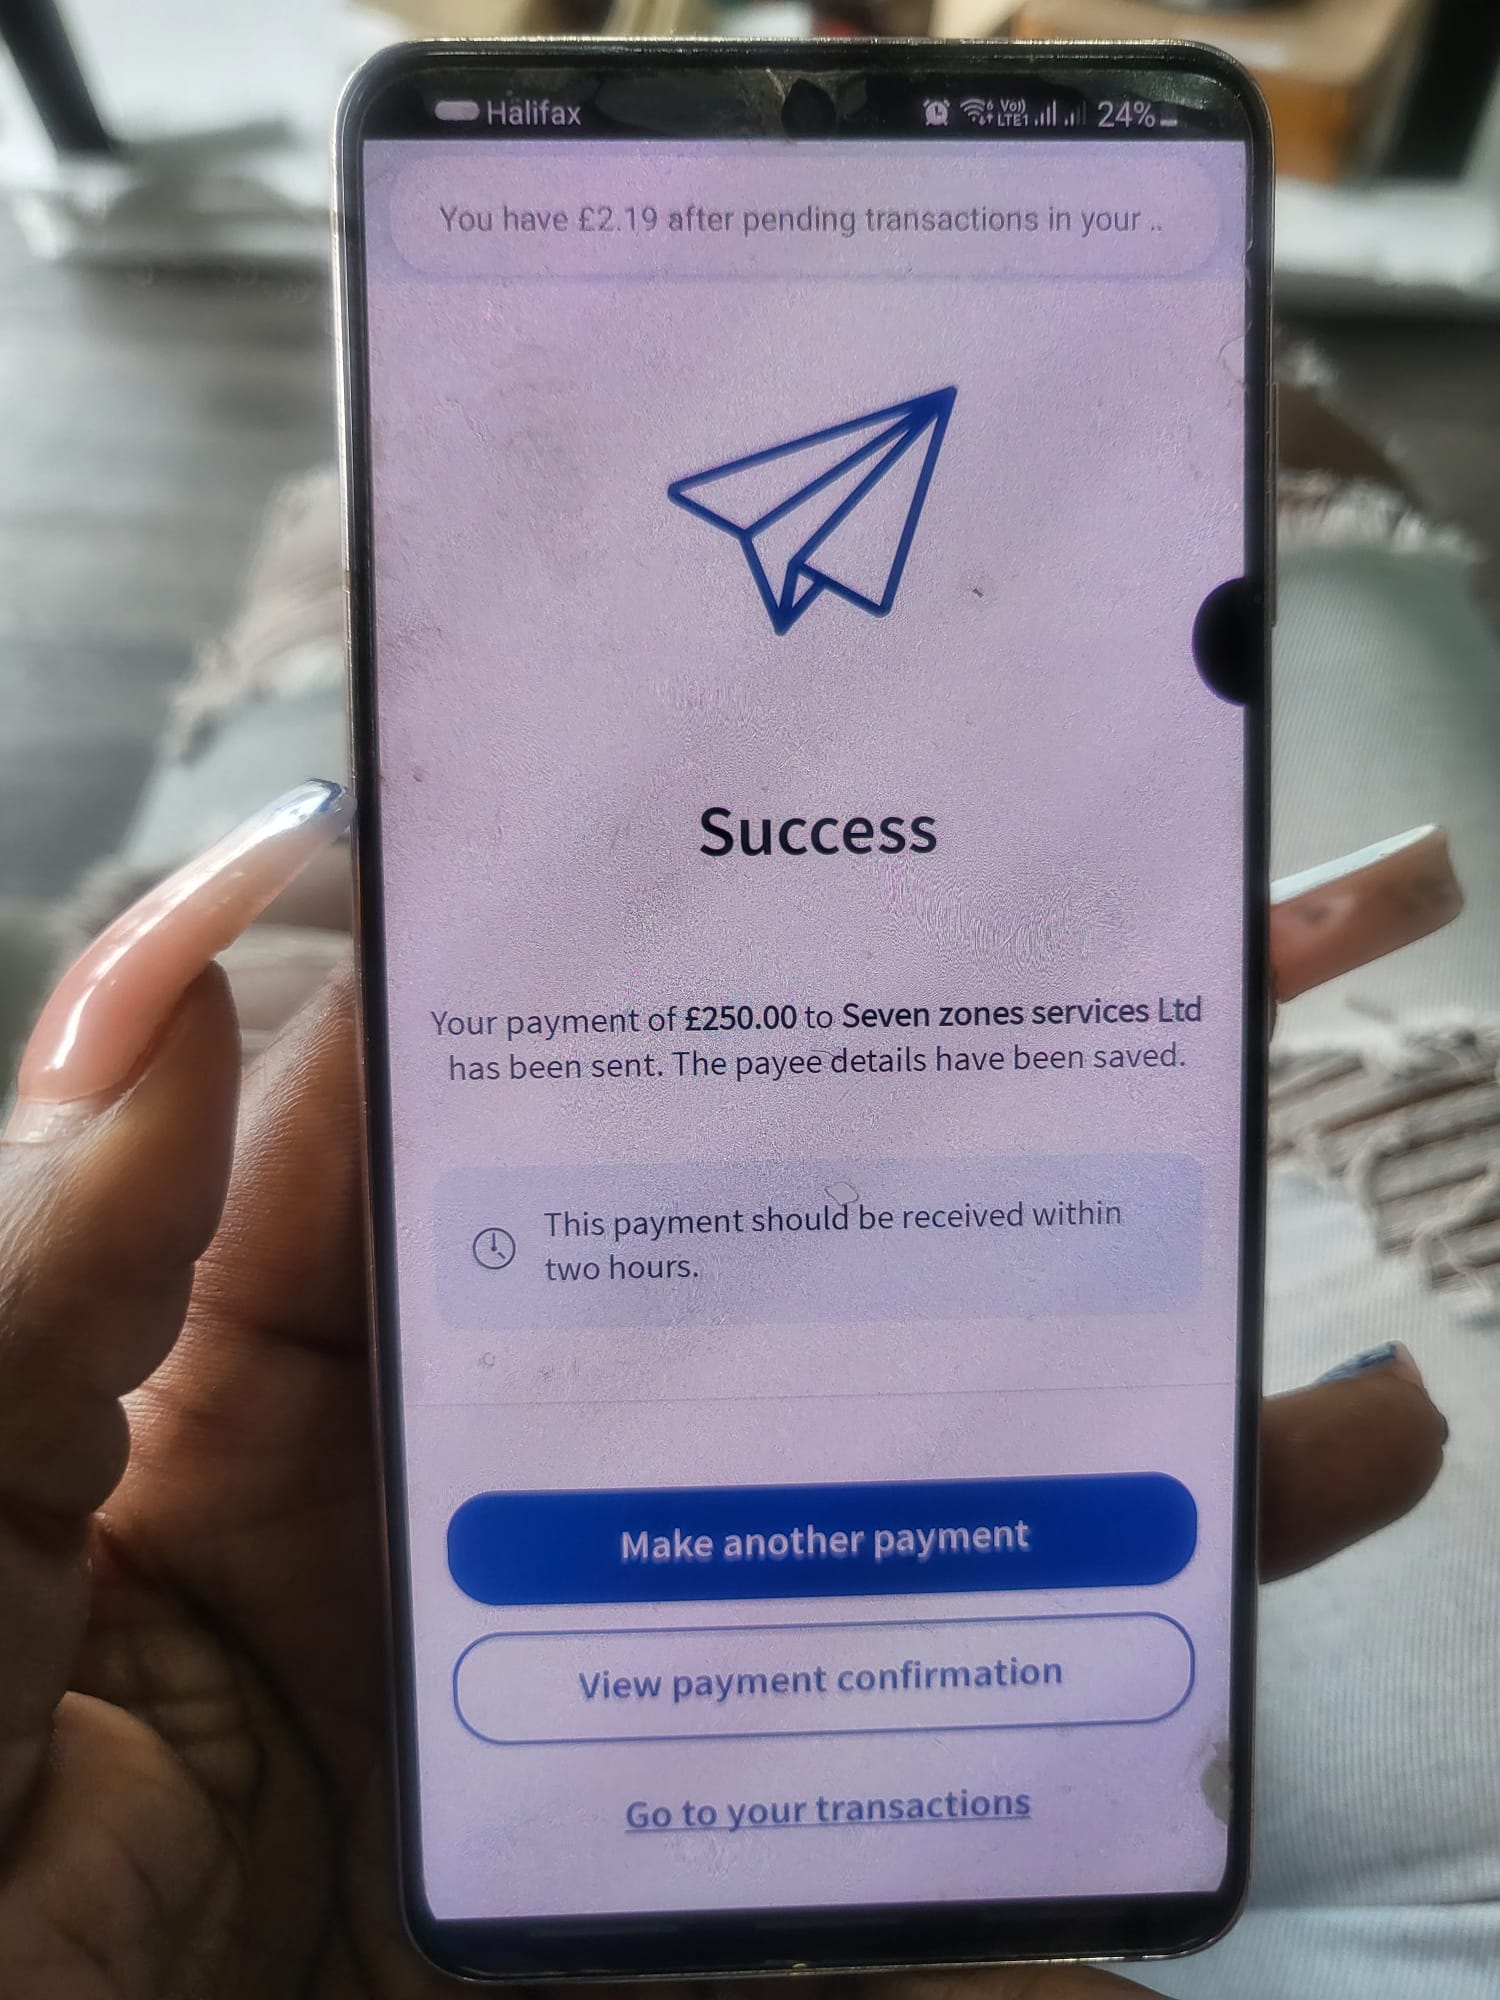 Halifax
Vo))
LTE1
24%
You have £2.19 after pending transactions in your ..
Success
Your payment of £250.00 to Seven zones services Ltd
has been sent. The payee details have been saved.
This payment should be received within
two hours.
Make another payment
View payment confirmation
Go to your transactions